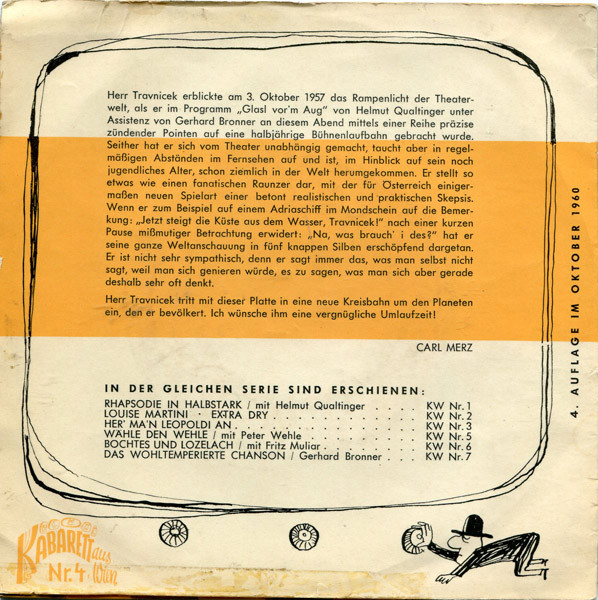 Herr Travnicek erblickte am 3. Oktober 1957 das Rampenlicht der Theater-
welt, als er im Programm „Glasl vor'm Aug" von Helmut Qualtinger unter
Assistenz von Gerhard Bronner an diesem Abend mittels einer Reihe präzise
zündender Pointen auf eine halbjährige Bühnenlaufbahn gebracht wurde.
Seither hat er sich vom Theater unabhängig gemacht, taucht aber in regel-
mäßigen Abständen im Fernsehen auf und ist, im Hinblick auf sein noch
jugendliches Alter, schon ziemlich in der Welt herumgekommen. Er stellt so
etwas wie einen fanatischen Raunzer dar, mit der für Österreich einiger-
maßen neuen Spielart einer betont realistischen und praktischen Skepsis.
Wenn er zum Beispiel auf einem Adriaschiff im Mondschein auf die Bemer-
kung: „Jetzt steigt die Küste aus dem Wasser, Travnicek!" nach einer kurzen
Pause mißmutiger Betrachtung erwidert: „Na, was brauch' i des?" hat er
seine ganze Weltanschauung in fünf knappen Silben erschöpfend dargetan.
Er ist nicht sehr sympathisch, denn er sagt immer das, was man selbst nicht
sagt, weil man sich genieren würde, es zu sagen, was man sich aber gerade
deshalb sehr oft denkt.
Herr Travnicek tritt mit dieser Platte in eine neue Kreisbahn um den Planeten
ein, den er bevölkert. Ich wünsche ihm eine vergnügliche Umlaufzeit!
CARL MERZ
IN DER GLEICHEN SERIE SIND ERSCHIENEN:
RHAPSODIE IN HALBSTARK / mit Helmut Qualtinger . . . . KW Nr. 1
LOUISE MARTINI · EXTRA DRY . . . . . . . . KW Nr. 2
HER' MA'N LEOPOLDI AN . . . . . . . . . . KW Nr. 3
WÄHLE DEN WEHLE / mit Peter Wehle . . . . . . . KW Nr. 5
BOCHTES UND LOZELACH / mit Fritz Muliar . . . . . KW Nr. 6
DAS WOHLTEMPERIERTE CHANSON / Gerhard Bronner . . . KW Nr. 7
4. AUFLAGE IM OKTOBER 1960
KABARETT aus
Nr. 4 Wien